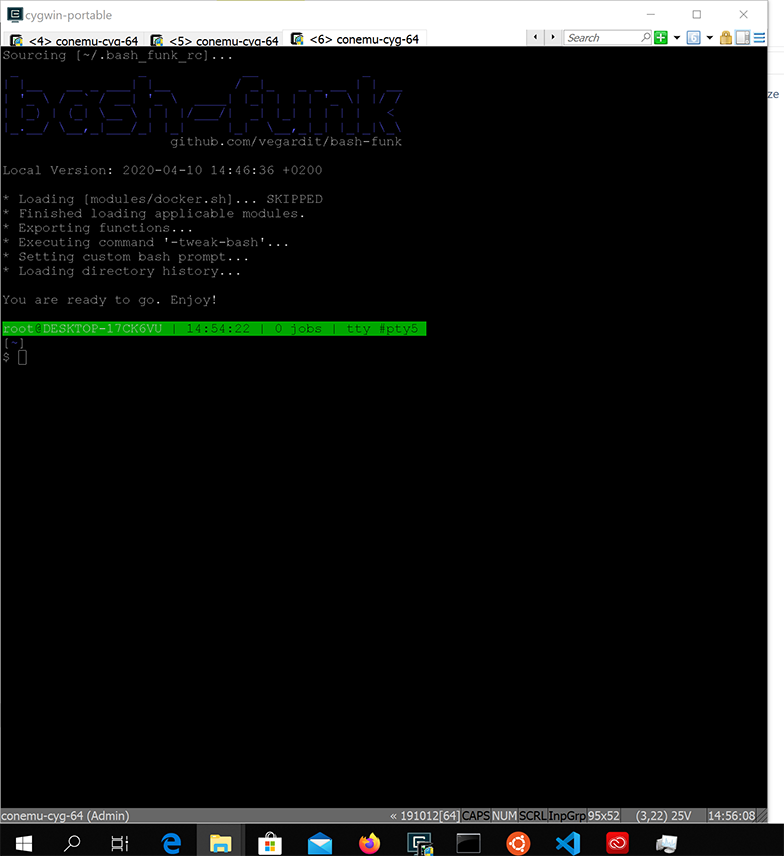 cygwin-portable
<4> conemu-cyg-64 <5> conemu-cyg-64 <6> conemu-cyg-64 Search
Sourcing [~/.bash_funk_rc]...
bash-funk
github.com/vegardit/bash-funk
Local Version: 2020-04-10 14:46:36 +0200
* Loading [modules/docker.sh]... SKIPPED
* Finished loading applicable modules.
* Exporting functions...
* Executing command '-tweak-bash'...
* Setting custom bash prompt...
* Loading directory history...
You are ready to go. Enjoy!
root@DESKTOP-17CK6VU | 14:54:22 | 0 jobs | tty #pty5
[~]
$
conemu-cyg-64 (Admin) « 191012[64] CAPS NUM SCRL InpGrp 95x52 (3,22) 25V 14:56:08